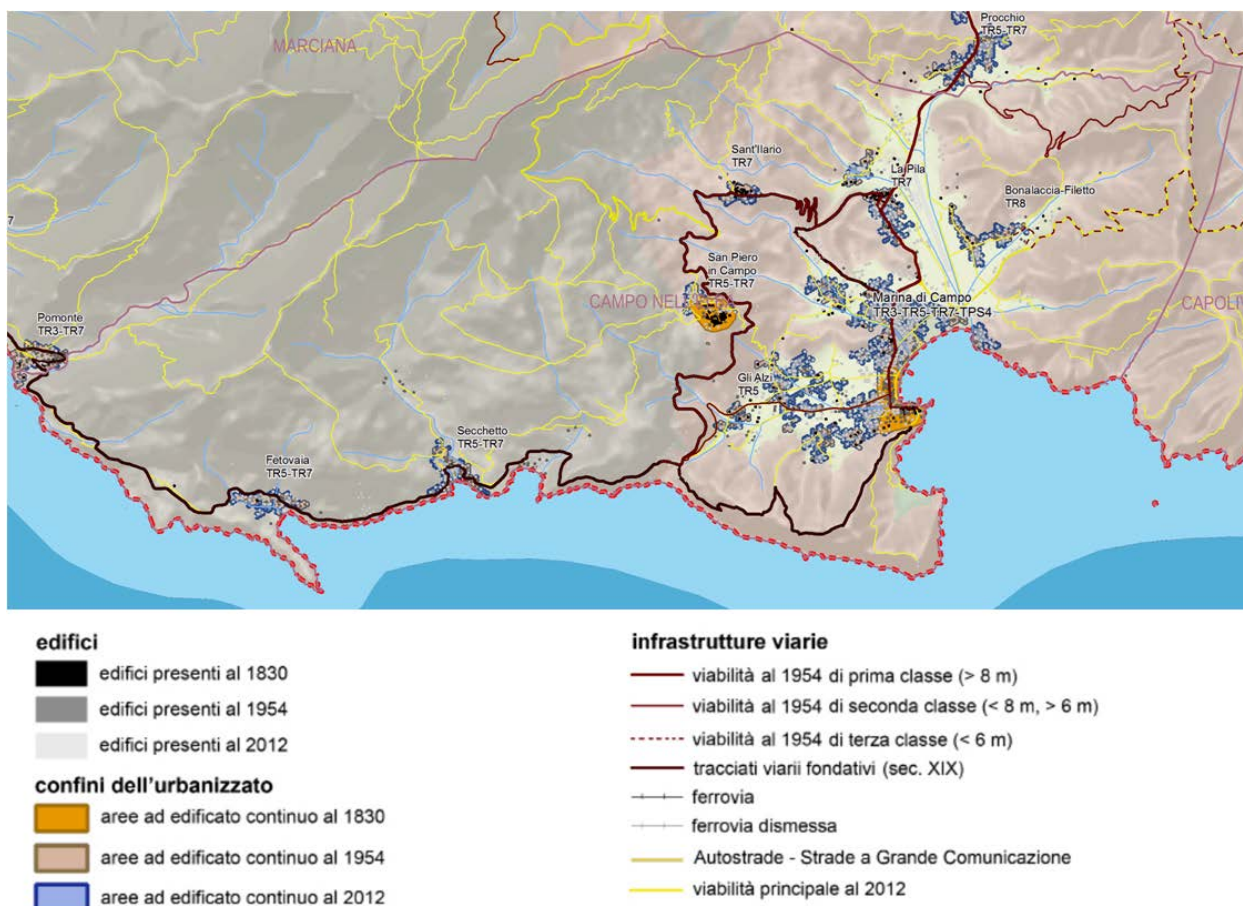 Procchio
TR5-TR7
MARCIANA
Sant'Ilario
TR7
La Pila
TR7
Bonalaccia-Filetto
TR8
San Piero
in Campo
TR5-TR7
Marina di Campo
TR3-TR5-TR7-TPS4
Pomonte
TR3-TR7
Gli Alzi
TR5
Secchetto
TR5-TR7
Fetovaia
TR5-TR7
edifici
edifici presenti al 1830
edifici presenti al 1954
edifici presenti al 2012
confini dell'urbanizzato
aree ad edificato continuo al 1830
aree ad edificato continuo al 1954
aree ad edificato continuo al 2012
infrastrutture viarie
viabilità al 1954 di prima classe (> 8 m)
viabilità al 1954 di seconda classe (< 8 m, > 6 m)
viabilità al 1954 di terza classe (< 6 m)
tracciati viarii fondativi (sec. XIX)
ferrovia
ferrovia dismessa
Autostrade - Strade a Grande Comunicazione
viabilità principale al 2012